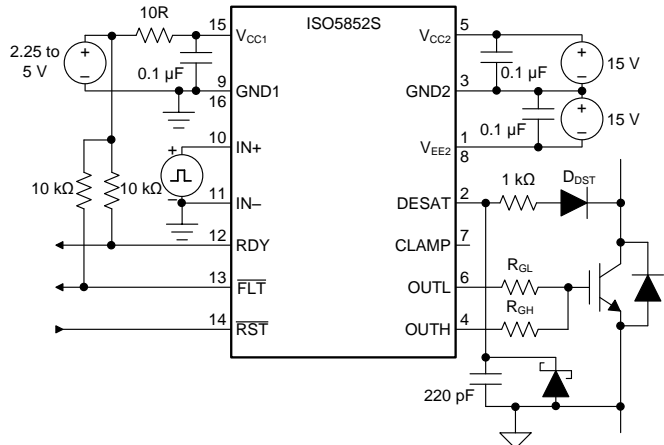 ISO5852S
10R
15
VCC1
2.25 to
5 V
0.1 µF
9
GND1
16
10
IN+
10 kΩ
10 kΩ
11
IN–
12
RDY
13
FLT
14
RST
5
VCC2
0.1 µF
15 V
3
GND2
0.1 µF
15 V
1
VEE2
8
1 kΩ
DDST
2
DESAT
7
CLAMP
6
OUTL
RGL
4
OUTH
RGH
220 pF